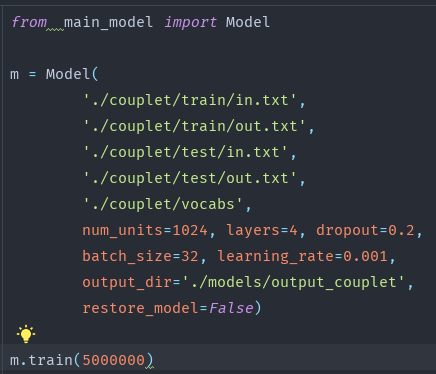 from  main_model import Model

m = Model(
        './couplet/train/in.txt',
        './couplet/train/out.txt',
        './couplet/test/in.txt',
        './couplet/test/out.txt',
        './couplet/vocabs',
        num_units=1024, layers=4, dropout=0.2,
        batch_size=32, learning_rate=0.001,
        output_dir='./models/output_couplet',
        restore_model=False)

m.train(5000000)